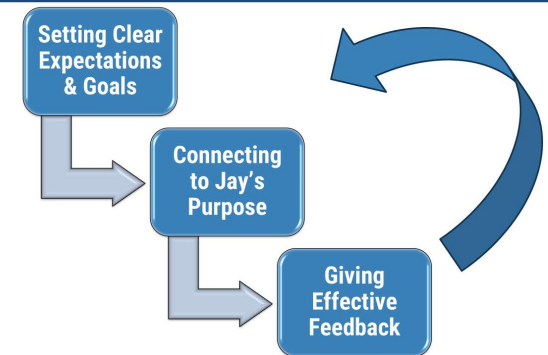 Setting Clear
Expectations
& Goals
Connecting
to Jay's
Purpose
Giving
Effective
Feedback